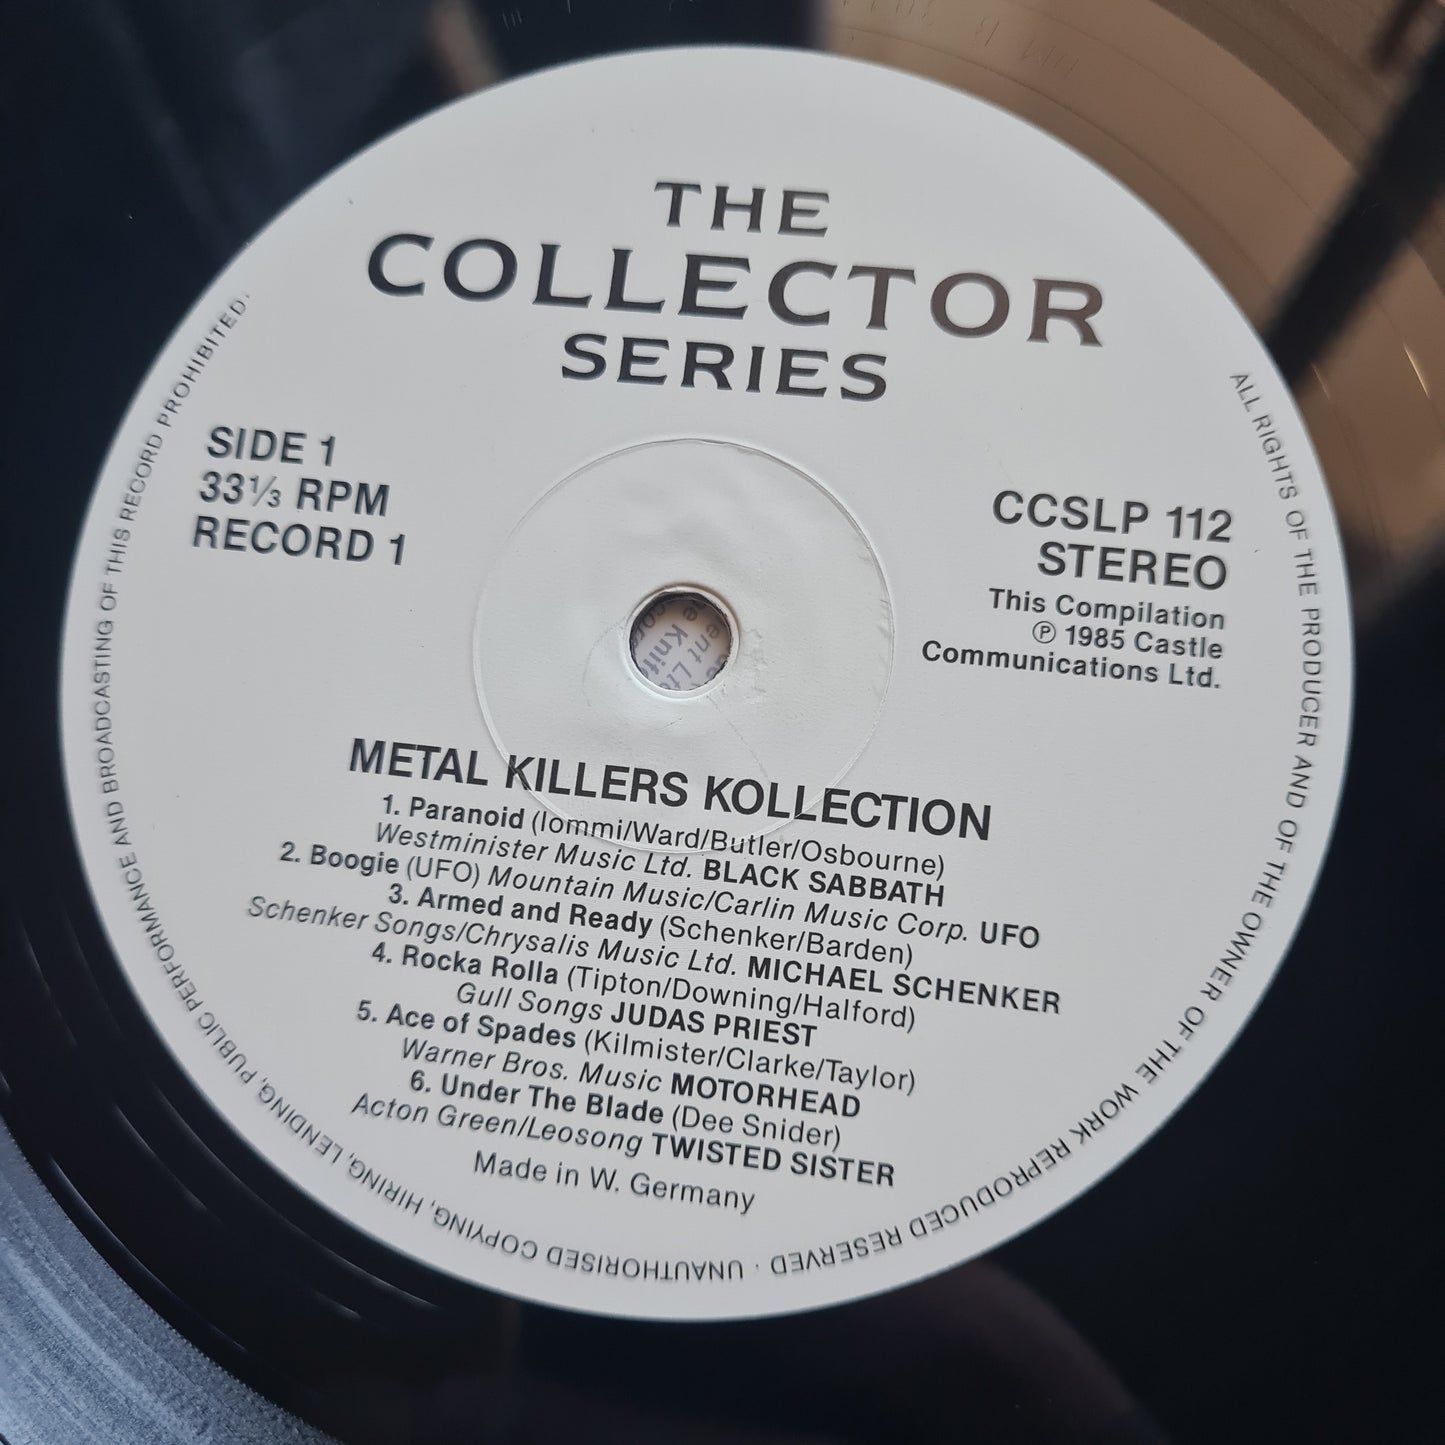 THE
COLLECTOR
SERIES
SIDE 1
33⅓ RPM
RECORD 1
CCSLP 112
STEREO
This Compilation
℗ 1985 Castle
Communications Ltd.
METAL KILLERS KOLLECTION
1. Paranoid (Iommi/Ward/Butler/Osbourne)
Westminister Music Ltd. BLACK SABBATH
2. Boogie (UFO) Mountain Music/Carlin Music Corp. UFO
3. Armed and Ready (Schenker/Barden)
Schenker Songs/Chrysalis Music Ltd. MICHAEL SCHENKER
4. Rocka Rolla (Tipton/Downing/Halford)
Gull Songs JUDAS PRIEST
5. Ace of Spades (Kilmister/Clarke/Taylor)
Warner Bros. Music MOTORHEAD
6. Under The Blade (Dee Snider)
Acton Green/Leosong TWISTED SISTER
Made in W. Germany
ALL RIGHTS OF THE PRODUCER AND OF THE OWNER OF THE WORK REPRODUCED RESERVED · UNAUTHORISED COPYING, HIRING, LENDING, PUBLIC PERFORMANCE AND BROADCASTING OF THIS RECORD PROHIBITED·